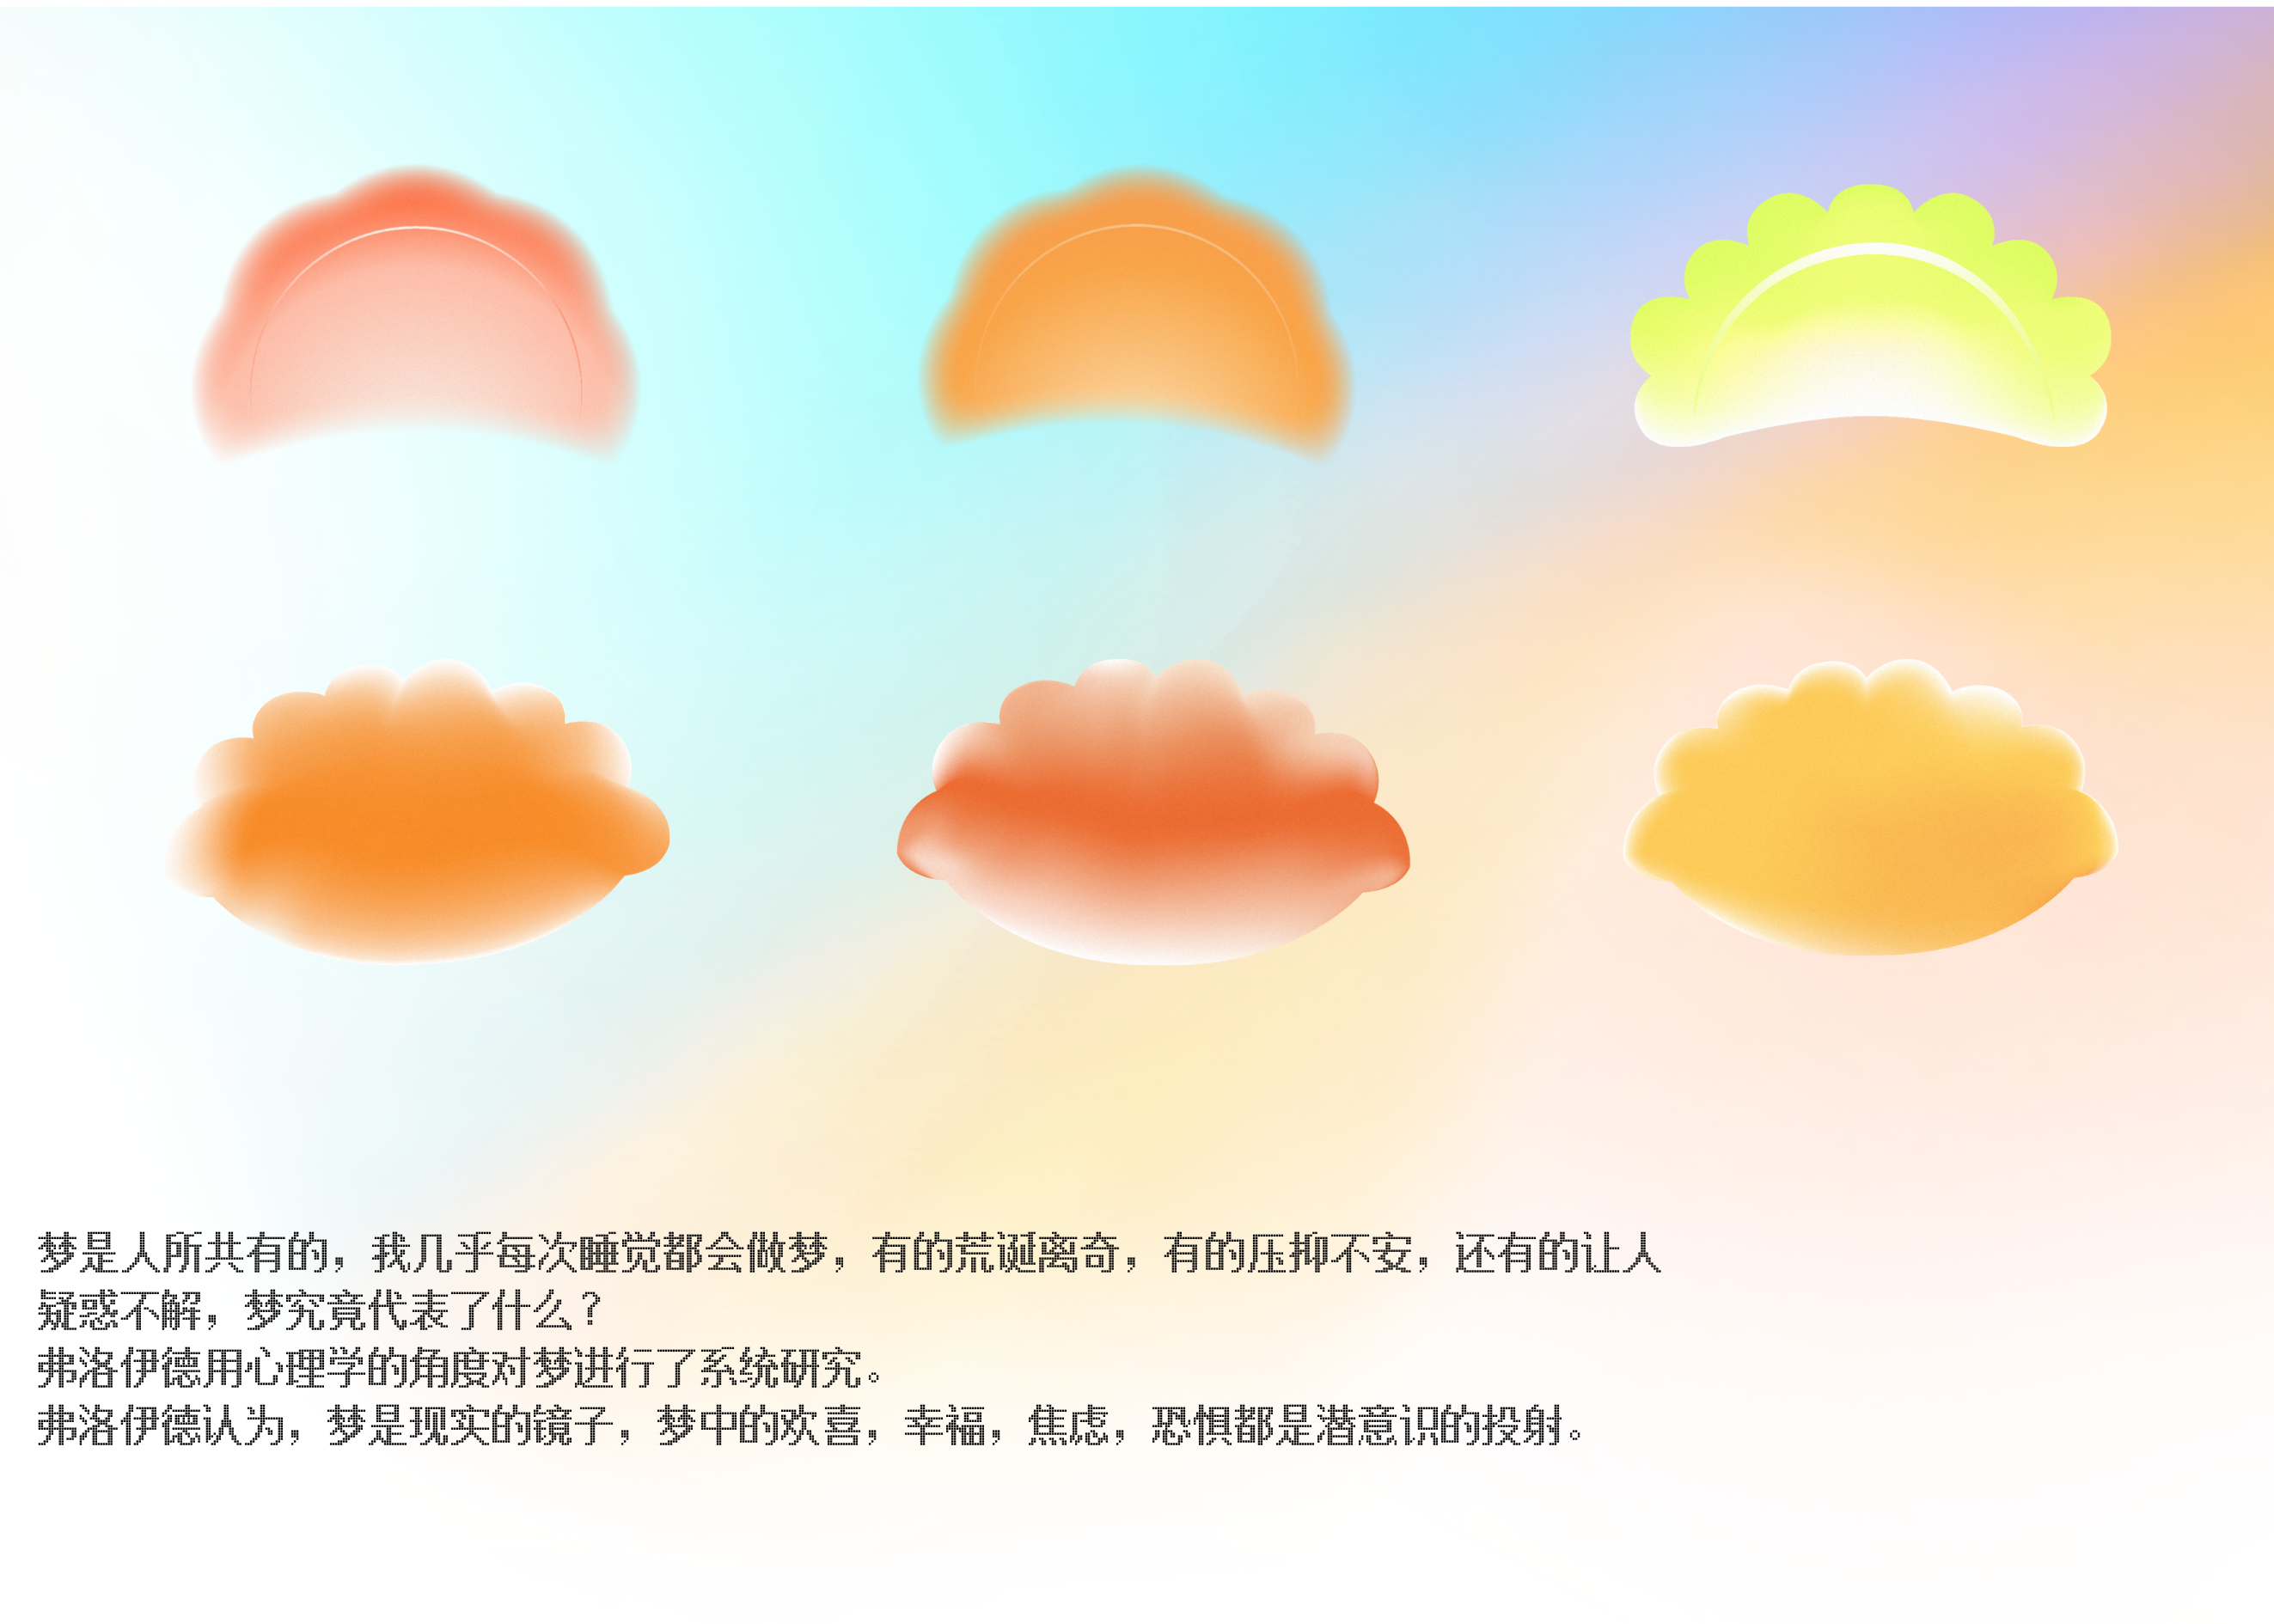 梦是人所共有的，我几乎每次睡觉都会做梦，有的荒诞离奇，有的压抑不安，还有的让人
疑惑不解，梦究竟代表了什么？
弗洛伊德用心理学的角度对梦进行了系统研究。
弗洛伊德认为，梦是现实的镜子，梦中的欢喜，幸福，焦虑，恐惧都是潜意识的投射。